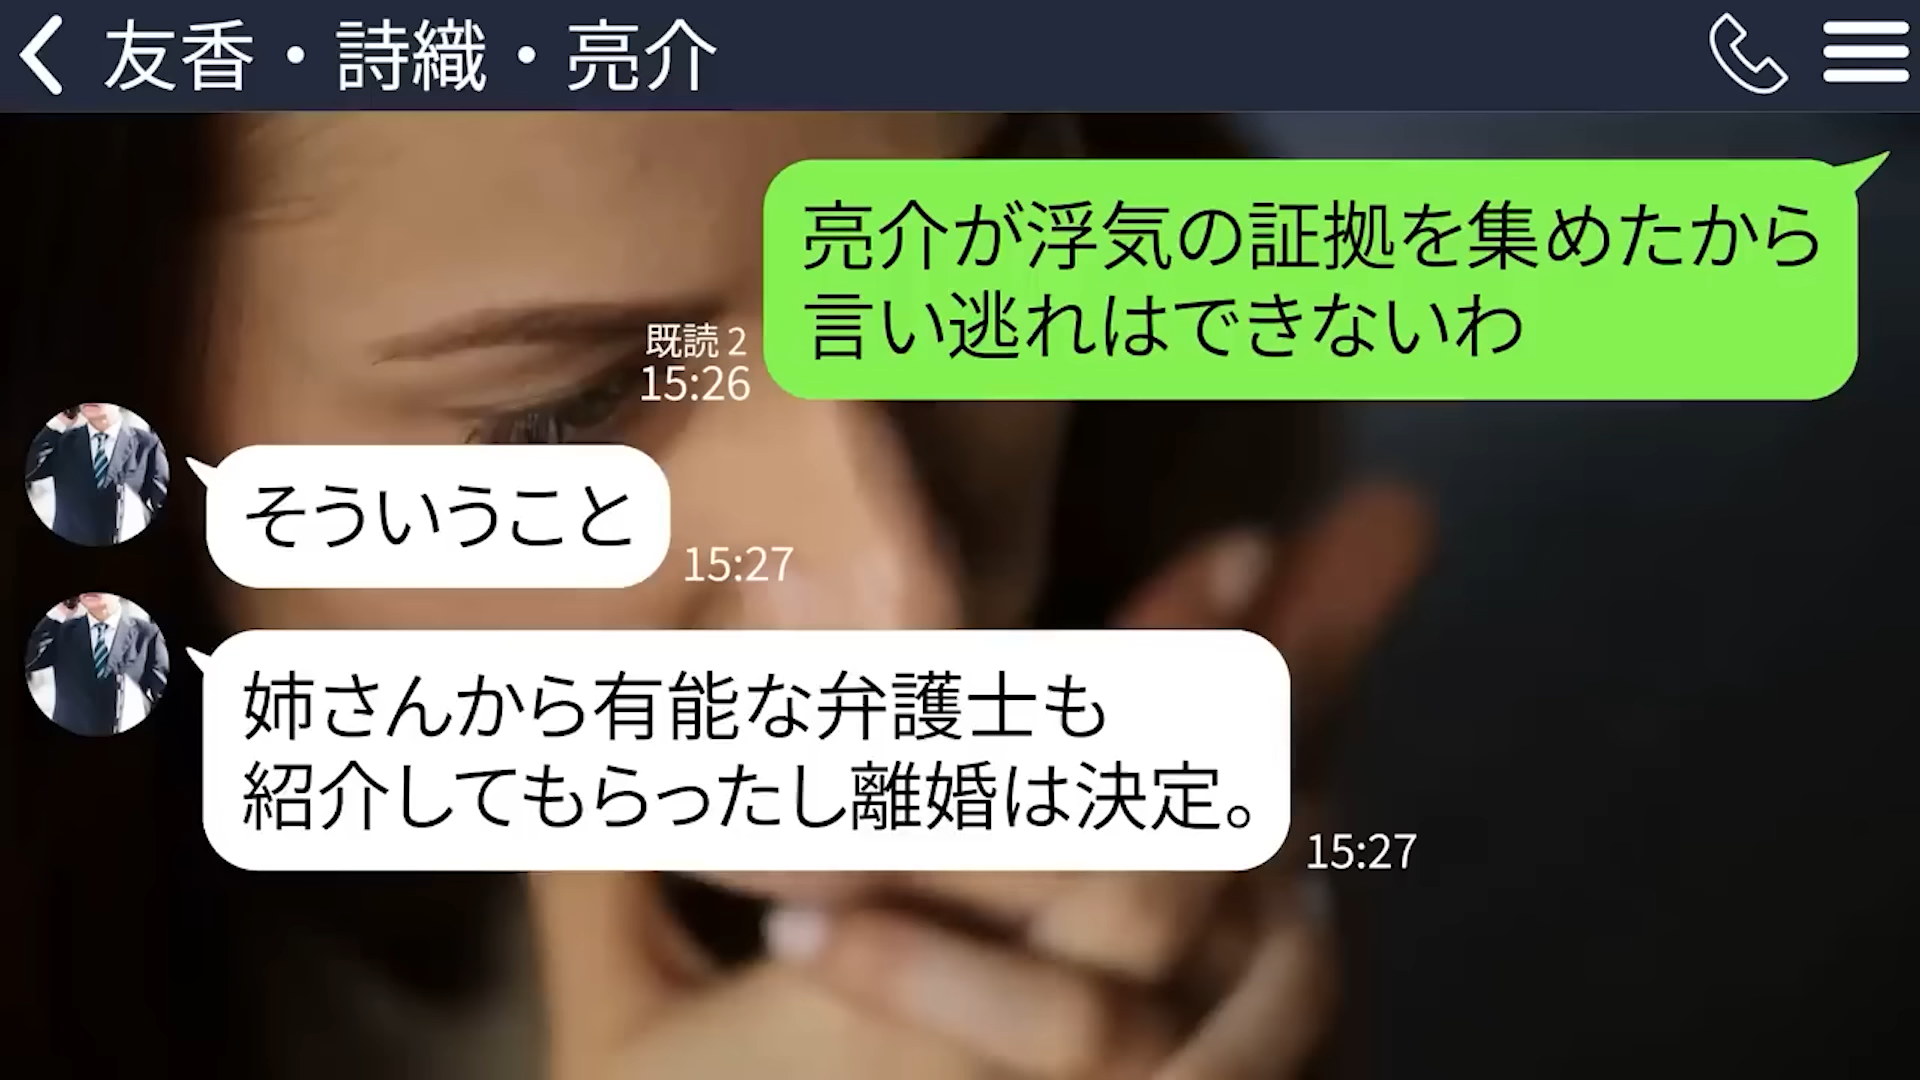 友香・詩織・亮介
亮介が浮気の証拠を集めたから
言い逃れはできないわ
既読 2
15:26
そういうこと
15:27
姉さんから有能な弁護士も
紹介してもらったし離婚は決定。
15:27